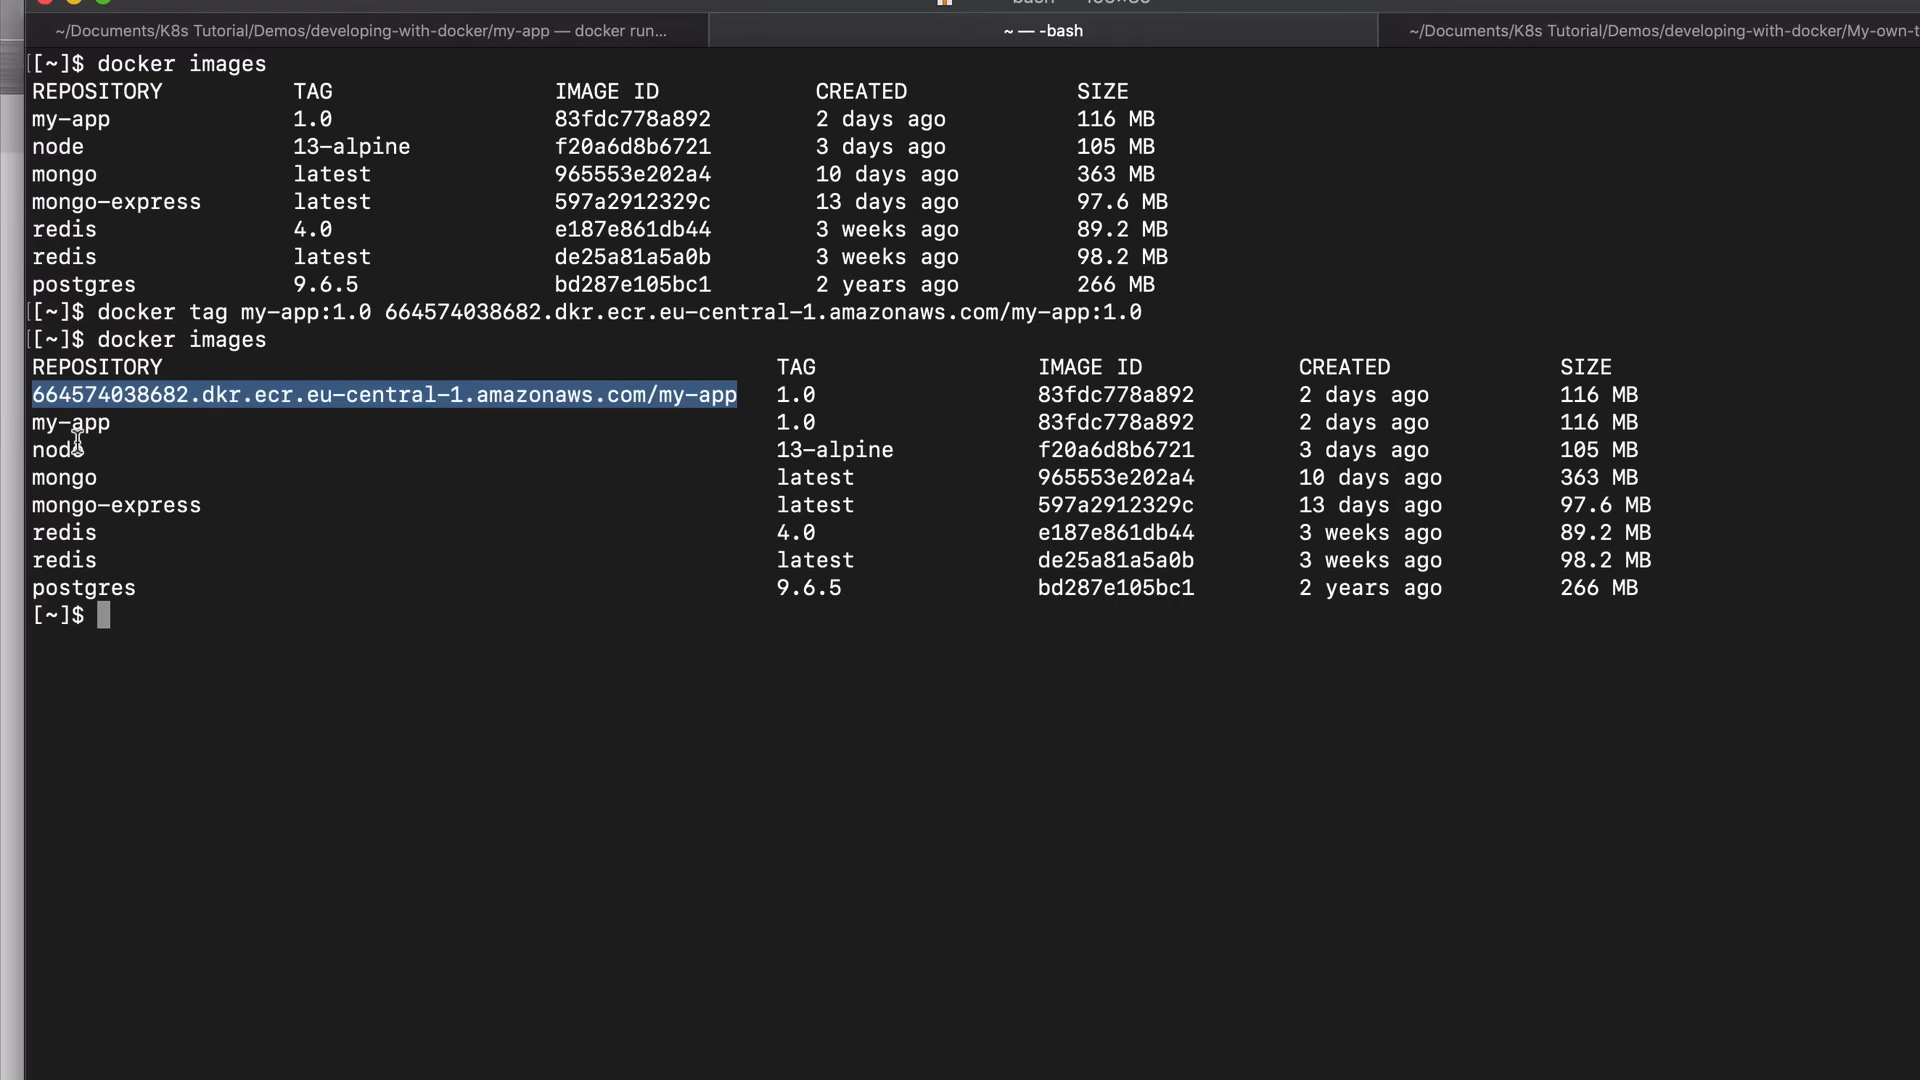 ~/Documents/K8s Tutorial/Demos/developing-with-docker/my-app — docker run...
~ — -bash
~/Documents/K8s Tutorial/Demos/developing-with-docker/My-own-t
[[~]$ docker images
REPOSITORY TAG IMAGE ID CREATED SIZE
my-app 1.0 83fdc778a892 2 days ago 116 MB
node 13-alpine f20a6d8b6721 3 days ago 105 MB
mongo latest 965553e202a4 10 days ago 363 MB
mongo-express latest 597a2912329c 13 days ago 97.6 MB
redis 4.0 e187e861db44 3 weeks ago 89.2 MB
redis latest de25a81a5a0b 3 weeks ago 98.2 MB
postgres 9.6.5 bd287e105bc1 2 years ago 266 MB
[[~]$ docker tag my-app:1.0 664574038682.dkr.ecr.eu-central-1.amazonaws.com/my-app:1.0
[[~]$ docker images
REPOSITORY TAG IMAGE ID CREATED SIZE
664574038682.dkr.ecr.eu-central-1.amazonaws.com/my-app 1.0 83fdc778a892 2 days ago 116 MB
my-app 1.0 83fdc778a892 2 days ago 116 MB
node 13-alpine f20a6d8b6721 3 days ago 105 MB
mongo latest 965553e202a4 10 days ago 363 MB
mongo-express latest 597a2912329c 13 days ago 97.6 MB
redis 4.0 e187e861db44 3 weeks ago 89.2 MB
redis latest de25a81a5a0b 3 weeks ago 98.2 MB
postgres 9.6.5 bd287e105bc1 2 years ago 266 MB
[~]$